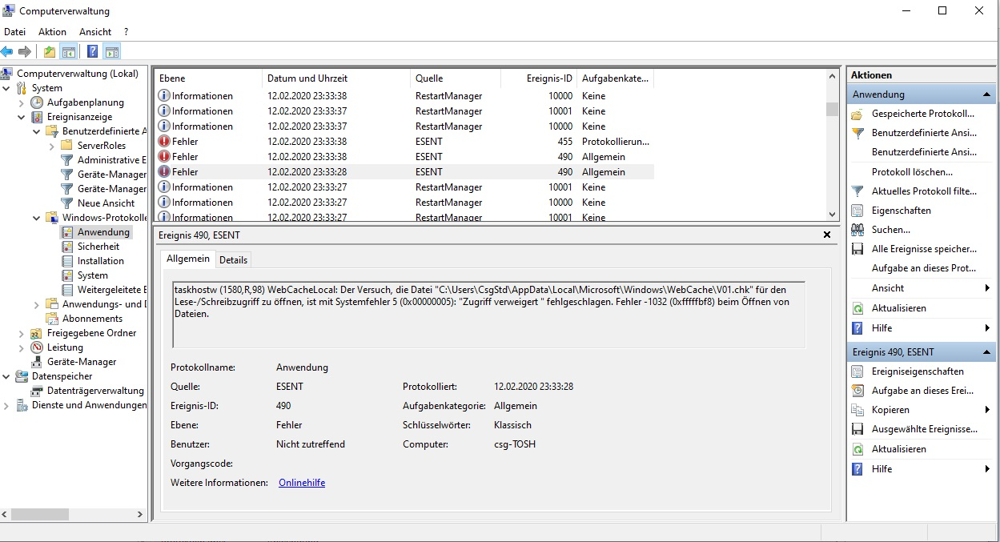 Computerverwaltung
Datei Aktion Ansicht ?
Computerverwaltung (Lokal)
System
Aufgabenplanung
Ereignisanzeige
Benutzerdefinierte A
ServerRoles
Administrative E
Geräte-Manager
Geräte-Manager
Neue Ansicht
Windows-Protokolle
Anwendung
Sicherheit
Installation
System
Weitergeleitete E
Anwendungs- und D
Abonnements
Freigegebene Ordner
Leistung
Geräte-Manager
Datenspeicher
Datenträgerverwaltung
Dienste und Anwendungen
Ebene Datum und Uhrzeit Quelle Ereignis-ID Aufgabenkate...
Informationen 12.02.2020 23:33:38 RestartManager 10000 Keine
Informationen 12.02.2020 23:33:38 RestartManager 10001 Keine
Informationen 12.02.2020 23:33:38 RestartManager 10000 Keine
Fehler 12.02.2020 23:33:38 ESENT 455 Protokollierun...
Fehler 12.02.2020 23:33:38 ESENT 490 Allgemein
Fehler 12.02.2020 23:33:28 ESENT 490 Allgemein
Informationen 12.02.2020 23:33:37 RestartManager 10001 Keine
Informationen 12.02.2020 23:33:27 RestartManager 10000 Keine
Informationen 12.02.2020 23:33:27 RestartManager 10001 Keine
Ereignis 490, ESENT
Allgemein Details
taskhostw (1580,R,98) WebCacheLocal: Der Versuch, die Datei "C:\Users\CsgStd\AppData\Local\Microsoft\Windows\WebCache\V01.chk" für den
Lese-/Schreibzugriff zu öffnen, ist mit Systemfehler 5 (0x00000005): "Zugriff verweigert " fehlgeschlagen. Fehler -1032 (0xfffffbf8) beim Öffnen von
Dateien.
Protokollname: Anwendung
Quelle: ESENT Protokolliert: 12.02.2020 23:33:28
Ereignis-ID: 490 Aufgabenkategorie: Allgemein
Ebene: Fehler Schlüsselwörter: Klassisch
Benutzer: Nicht zutreffend Computer: csg-TOSH
Vorgangscode:
Weitere Informationen: Onlinehilfe
Aktionen
Anwendung
Gespeicherte Protokoll...
Benutzerdefinierte Ansi...
Benutzerdefinierte Ansi...
Protokoll löschen...
Aktuelles Protokoll filte...
Eigenschaften
Suchen...
Alle Ereignisse speicher...
Aufgabe an dieses Prot...
Ansicht
Aktualisieren
Hilfe
Ereignis 490, ESENT
Ereigniseigenschaften
Aufgabe an dieses Erei...
Kopieren
Ausgewählte Ereignisse...
Aktualisieren
Hilfe